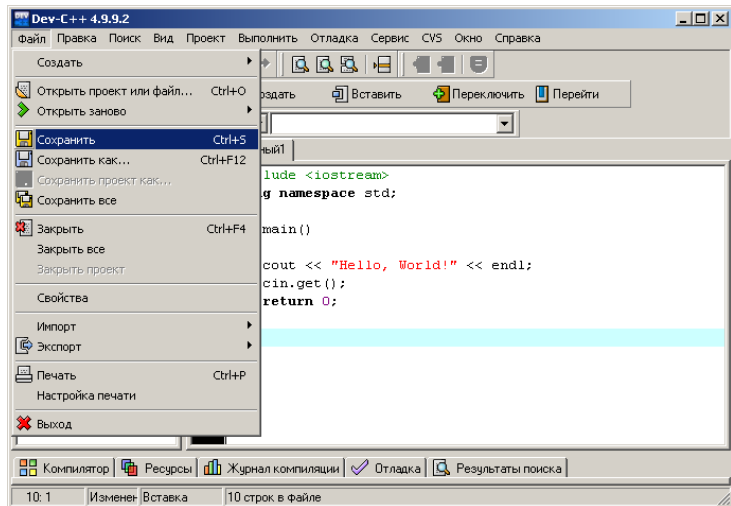 Dev-C++ 4.9.9.2
Файл Правка Поиск Вид Проект Выполнить Отладка Сервис CVS Окно Справка
Создать
Открыть проект или файл... Ctrl+O
Открыть заново
Сохранить Ctrl+S
Сохранить как... Ctrl+F12
Сохранить проект как...
Сохранить все
Закрыть Ctrl+F4
Закрыть все
Закрыть проект
Свойства
Импорт
Экспорт
Печать Ctrl+P
Настройка печати
Выход
оздать Вставить Переключить Перейти
ный1
lude <iostream>
g namespace std;
main()
cout << "Hello, World!" << endl;
cin.get();
return 0;
Компилятор Ресурсы Журнал компиляции Отладка Результаты поиска
10: 1 Изменен Вставка 10 строк в файле